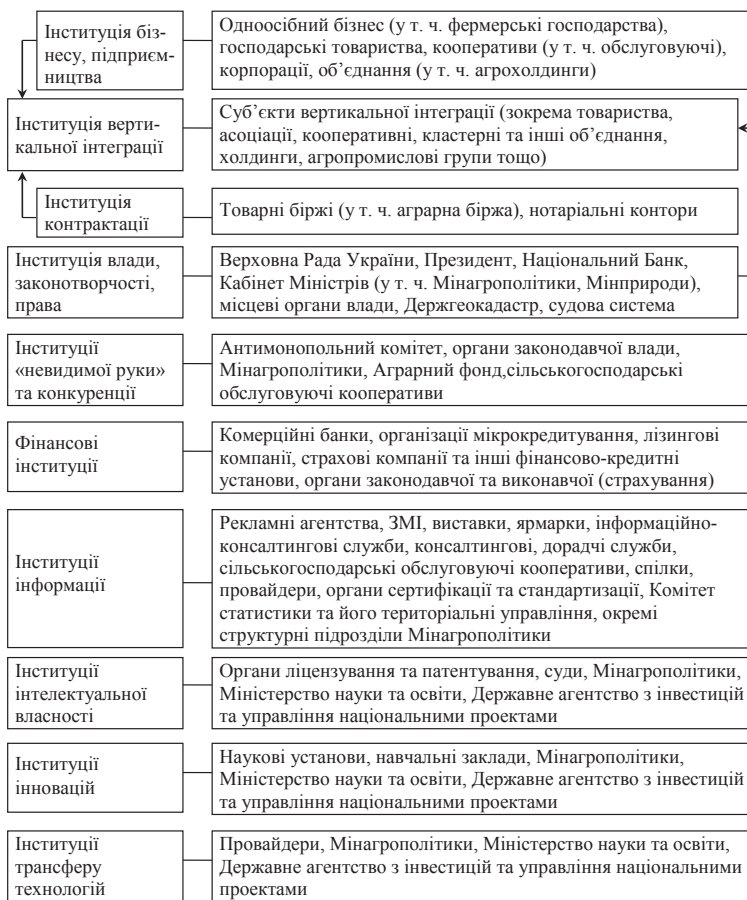 Інституція біз-
несу, підприєм-
ництва
Одноосібний бізнес (у т. ч. фермерські господарства),
господарські товариства, кооперативи (у т. ч. обслуговуючі),
корпорації, об’єднання (у т. ч. агрохолдинги)
Інституція верти-
кальної інтеграції
Суб’єкти вертикальної інтеграції (зокрема товариства,
асоціації, кооперативні, кластерні та інші об’єднання,
холдинги, агропромислові групи тощо)
Інституція
контрактації
Товарні біржі (у т. ч. аграрна біржа), нотаріальні контори
Інституція влади,
законотворчості,
права
Верховна Рада України, Президент, Національний Банк,
Кабінет Міністрів (у т. ч. Мінагрополітики, Мінприроди),
місцеві органи влади, Держгеокадастр, судова система
Інституції
«невидимої руки»
та конкуренції
Антимонопольний комітет, органи законодавчої влади,
Мінагрополітики, Аграрний фонд,сільськогосподарські
обслуговуючі кооперативи
Фінансові
інституції
Комерційні банки, організації мікрокредитування, лізингові
компанії, страхові компанії та інші фінансово-кредитні
установи, органи законодавчої та виконавчої (страхування)
Інституції
інформації
Рекламні агентства, ЗМІ, виставки, ярмарки, інформаційно-
консалтингові служби, консалтингові, дорадчі служби,
сільськогосподарські обслуговуючі кооперативи, спілки,
провайдери, органи сертифікації та стандартизації, Комітет
статистики та його територіальні управління, окремі
структурні підрозділи Мінагрополітики
Інституції
інтелектуальної
власності
Органи ліцензування та патентування, суди, Мінагрополітики,
Міністерство науки та освіти, Державне агентство з інвестицій
та управління національними проектами
Інституції
інновацій
Наукові установи, навчальні заклади, Мінагрополітики,
Міністерство науки та освіти, Державне агентство з інвестицій
та управління національними проектами
Інституції
трансферу
технологій
Провайдери, Мінагрополітики, Міністерство науки та освіти,
Державне агентство з інвестицій та управління національними
проектами